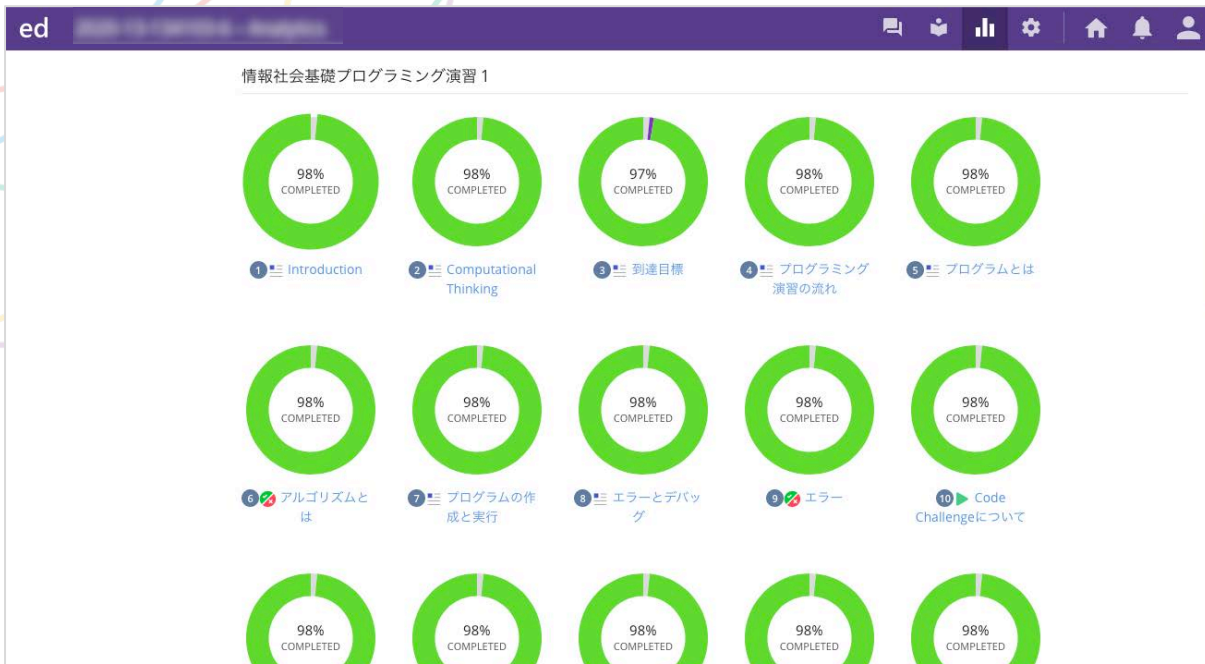 ed
情報社会基礎プログラミング演習 1
98%
COMPLETED
98%
COMPLETED
97%
COMPLETED
98%
COMPLETED
98%
COMPLETED
1 Introduction
2 Computational
Thinking
3 到達目標
4 プログラミング
演習の流れ
5 プログラムとは
98%
COMPLETED
98%
COMPLETED
98%
COMPLETED
98%
COMPLETED
98%
COMPLETED
6 アルゴリズムと
は
7 プログラムの作
成と実行
8 エラーとデバッ
グ
9 エラー
10 Code
Challengeについて
98%
COMPLETED
98%
COMPLETED
98%
COMPLETED
98%
COMPLETED
98%
COMPLETED